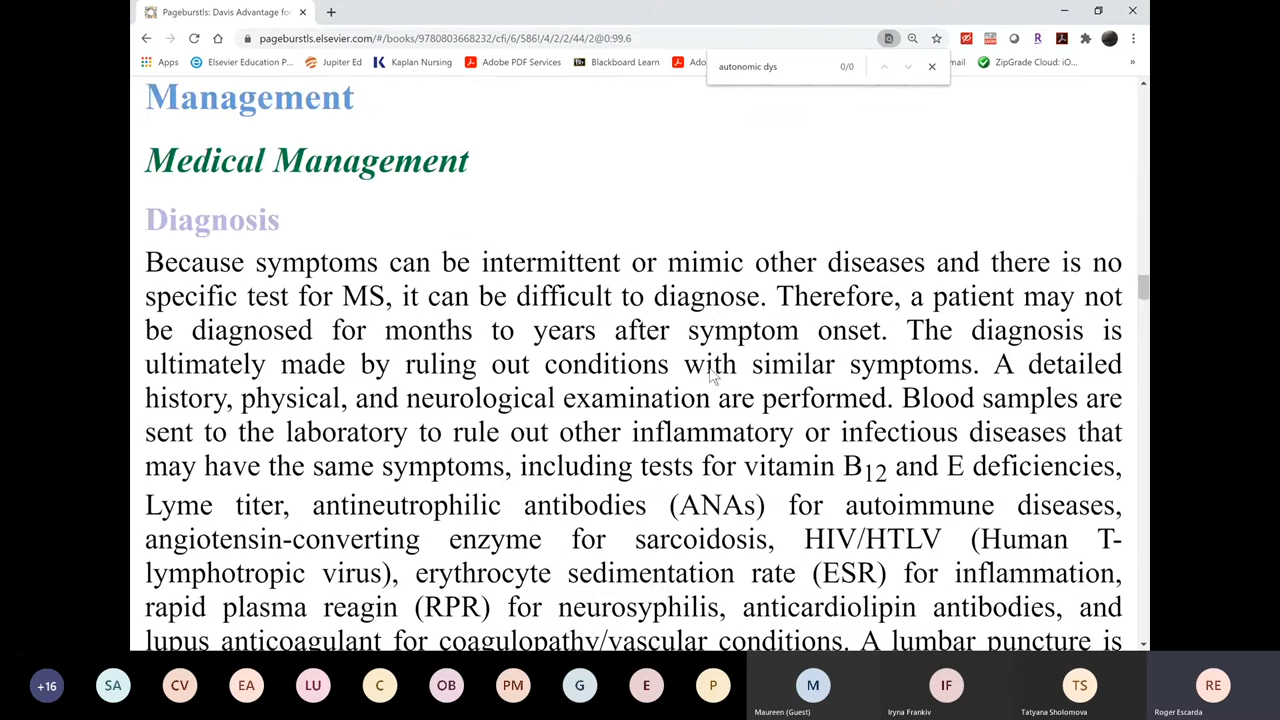 Pageburstls: Davis Advantage for
pageburstls.elsevier.com/#/books/9780803668232/cfi/6/586!/4/2/2/44/2@0:99.6
Apps
Elsevier Education P...
Jupiter Ed
Kaplan Nursing
Adobe PDF Services
Blackboard Learn
Ad
autonomic dys 0/0
mail
ZipGrade Cloud: iO...
Management
Medical Management
Diagnosis
Because symptoms can be intermittent or mimic other diseases and there is no
specific test for MS, it can be difficult to diagnose. Therefore, a patient may not
be diagnosed for months to years after symptom onset. The diagnosis is
ultimately made by ruling out conditions with similar symptoms. A detailed
history, physical, and neurological examination are performed. Blood samples are
sent to the laboratory to rule out other inflammatory or infectious diseases that
may have the same symptoms, including tests for vitamin B12 and E deficiencies,
Lyme titer, antineutrophilic antibodies (ANAs) for autoimmune diseases,
angiotensin-converting enzyme for sarcoidosis, HIV/HTLV (Human T-
lymphotropic virus), erythrocyte sedimentation rate (ESR) for inflammation,
rapid plasma reagin (RPR) for neurosyphilis, anticardiolipin antibodies, and
lupus anticoagulant for coagulopathy/vascular conditions. A lumbar puncture is
+16 SA CV EA LU C OB PM G E P M IF TS RE
Maureen (Guest) Iryna Frankiv Tatyana Sholomova Roger Escarda